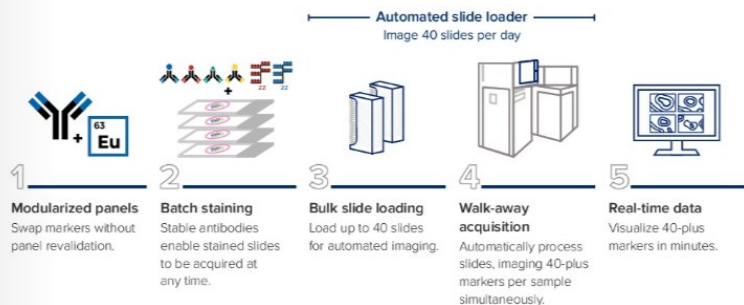 Automated slide loader
Image 40 slides per day
+
63
Eu
+
ZZ
ZZ
1
Modularized panels
Swap markers without
panel revalidation.
2
Batch staining
Stable antibodies
enable stained slides
to be acquired at
any time.
3
Bulk slide loading
Load up to 40 slides
for automated imaging.
4
Walk-away
acquisition
Automatically process
slides, imaging 40-plus
markers per sample
simultaneously.
5
Real-time data
Visualize 40-plus
markers in minutes.